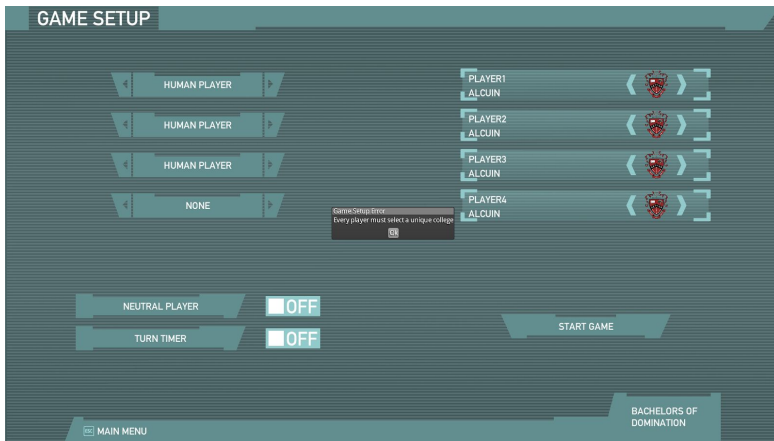 GAME SETUP
HUMAN PLAYER
PLAYER1
ALCUIN
HUMAN PLAYER
PLAYER2
ALCUIN
HUMAN PLAYER
PLAYER3
ALCUIN
NONE
PLAYER4
ALCUIN
Game Setup Error
Every player must select a unique college
Ok
NEUTRAL PLAYER
OFF
TURN TIMER
OFF
START GAME
BACHELORS OF
DOMINATION
ESC MAIN MENU